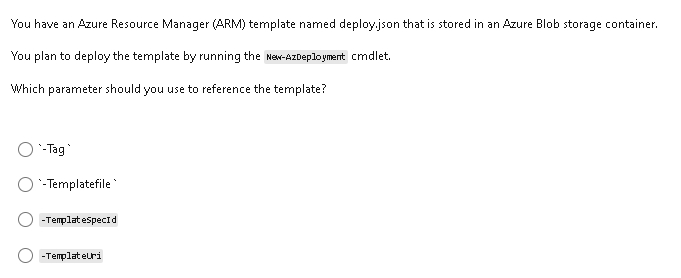 You have an Azure Resource Manager (ARM) template named deploy.json that is stored in an Azure Blob storage container.
You plan to deploy the template by running the New-AzDeployment cmdlet.
Which parameter should you use to reference the template?
`-Tag`
`-Templatefile`
-TemplateSpecId
-TemplateUri